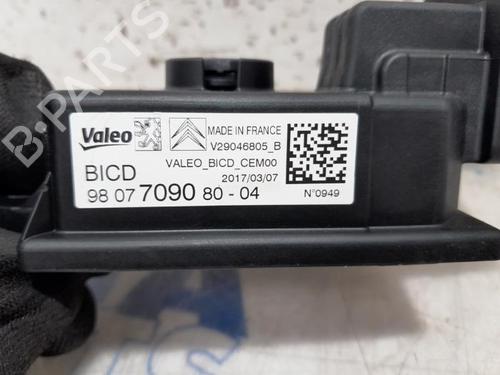 Valeo
MADE IN FRANCE
V29046805_B
VALEO_BICD_CEM00
BICD
2017/03/07
98 07 7090 80-04
N°0949
B-PARTS